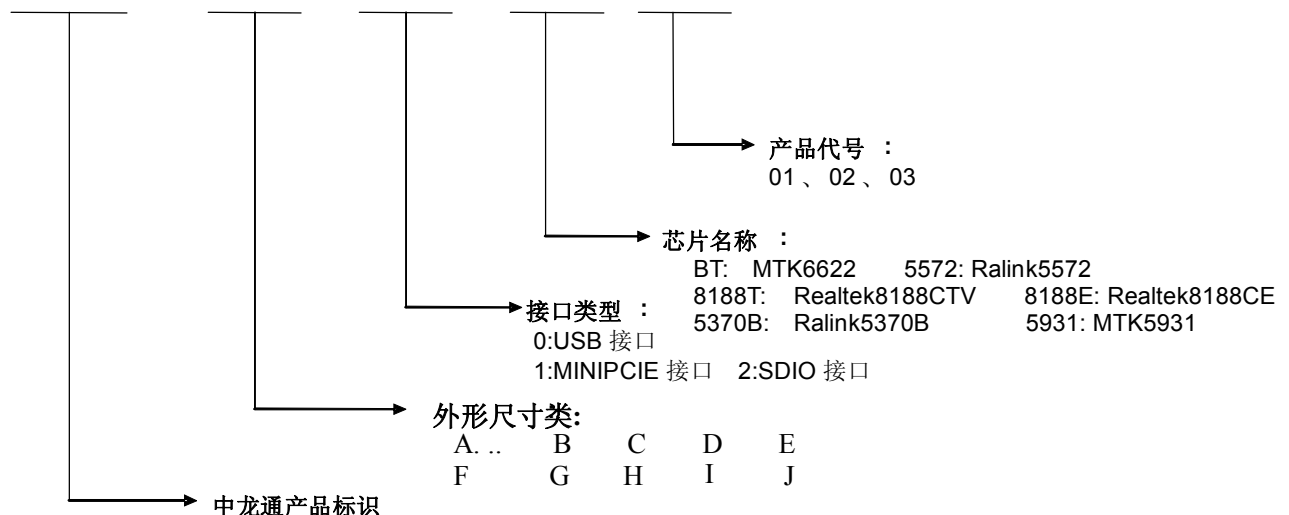 产品代号 :
01 、 02 、 03
芯片名称 :
BT: MTK6622 5572: Ralink5572
8188T: Realtek8188CTV 8188E: Realtek8188CE
5370B: Ralink5370B 5931: MTK5931
接口类型 :
0:USB 接口
1:MINIPCIE 接口 2:SDIO 接口
外形尺寸类:
A. .. B C D E
F G H I J
中龙通产品标识